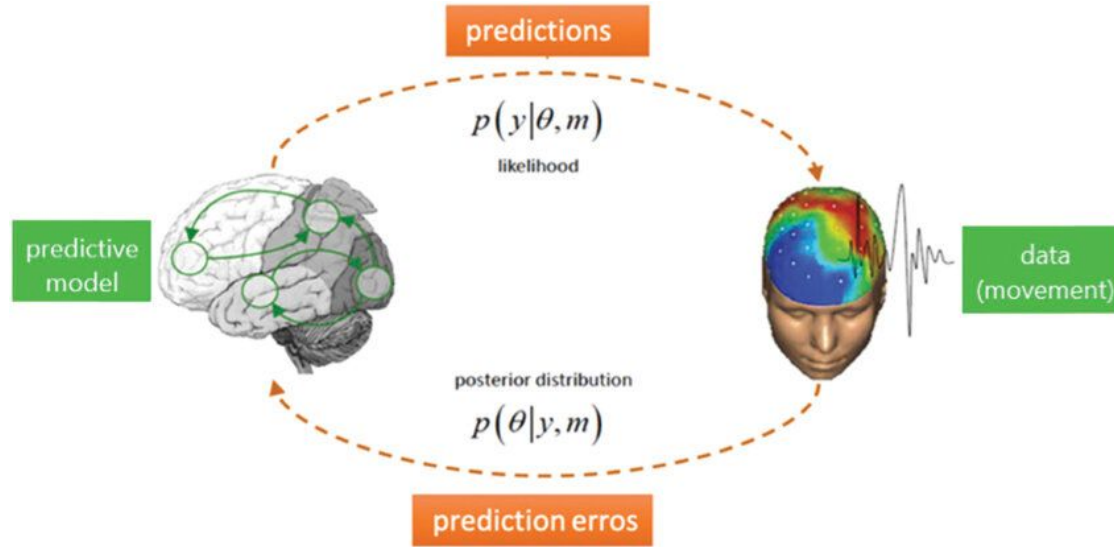 predictions
p(y|θ,m)
likelihood
predictive
model
data
(movement)
posterior distribution
p(θ|y,m)
prediction erros